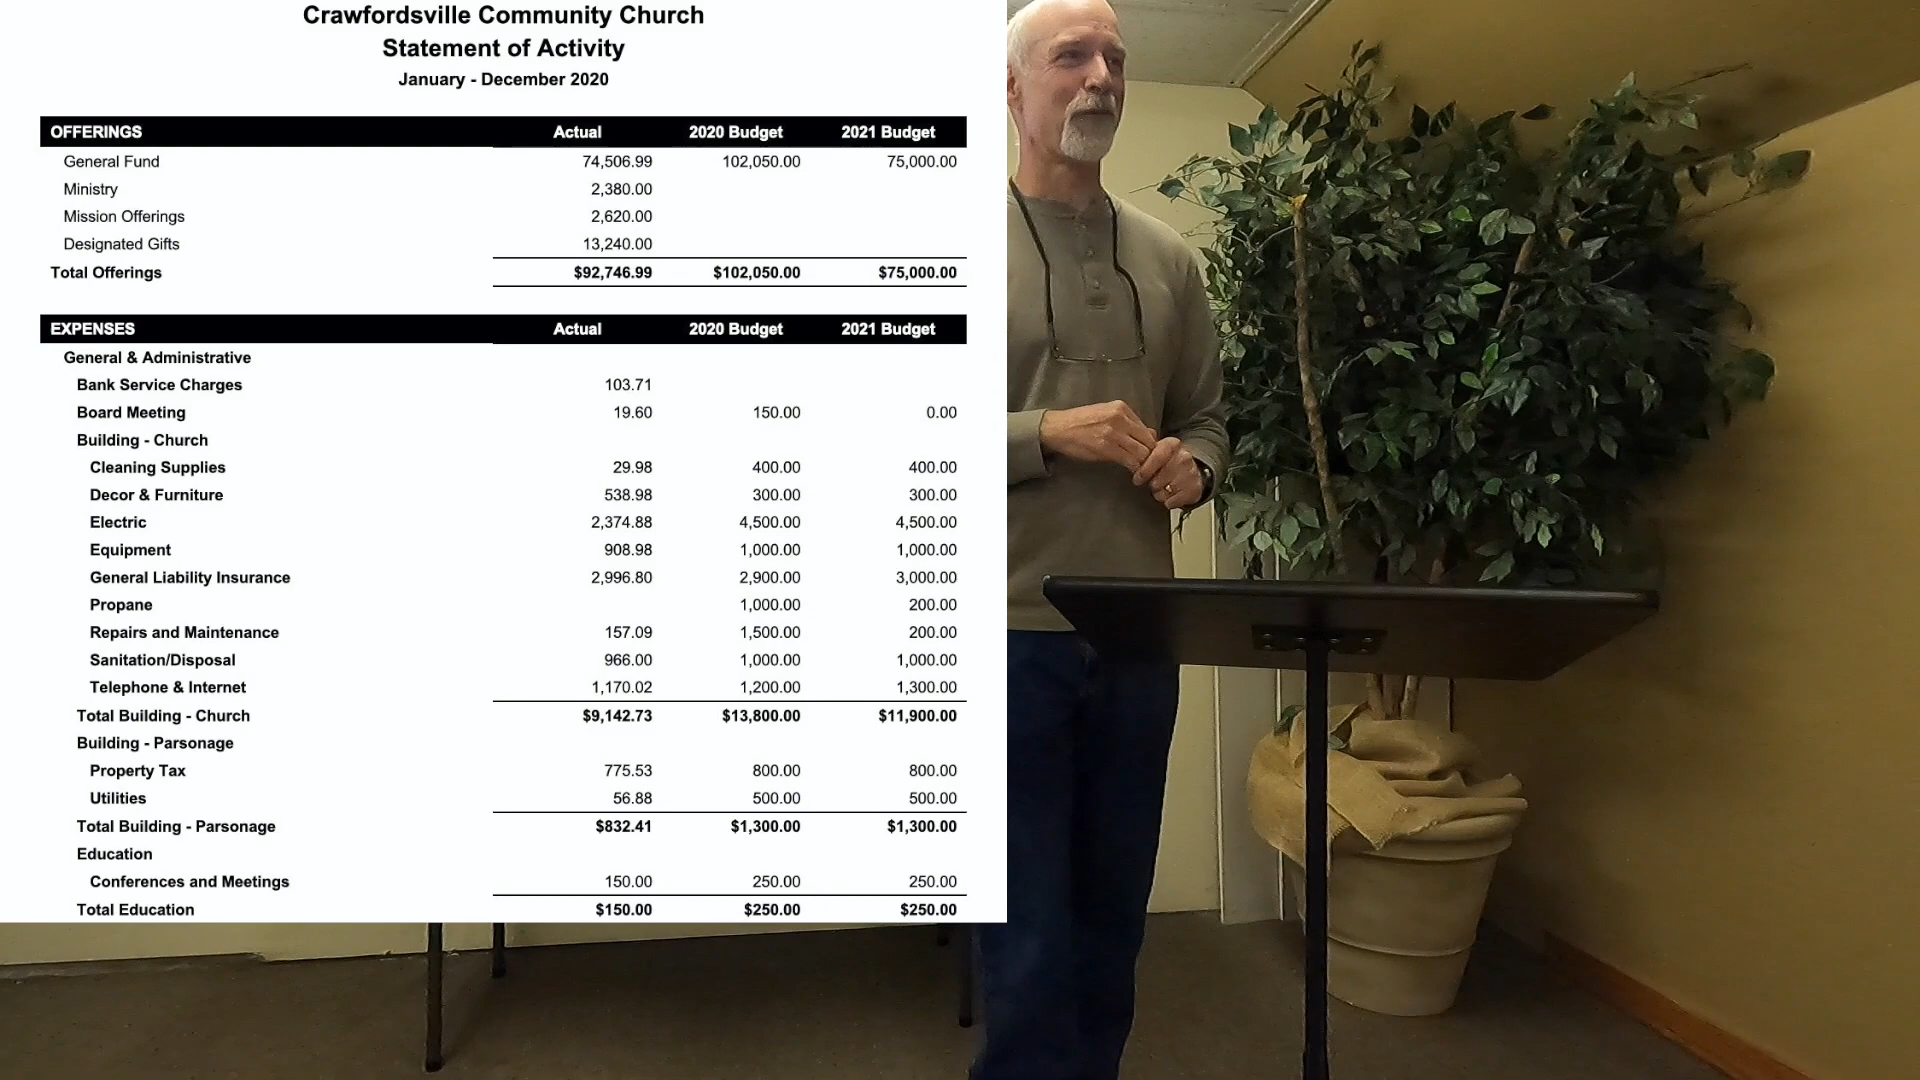 Crawfordsville Community Church
Statement of Activity
January - December 2020
OFFERINGS Actual 2020 Budget 2021 Budget
General Fund 74,506.99 102,050.00 75,000.00
Ministry 2,380.00
Mission Offerings 2,620.00
Designated Gifts 13,240.00
Total Offerings $92,746.99 $102,050.00 $75,000.00
EXPENSES Actual 2020 Budget 2021 Budget
General & Administrative
Bank Service Charges 103.71
Board Meeting 19.60 150.00 0.00
Building - Church
Cleaning Supplies 29.98 400.00 400.00
Decor & Furniture 538.98 300.00 300.00
Electric 2,374.88 4,500.00 4,500.00
Equipment 908.98 1,000.00 1,000.00
General Liability Insurance 2,996.80 2,900.00 3,000.00
Propane 1,000.00 200.00
Repairs and Maintenance 157.09 1,500.00 200.00
Sanitation/Disposal 966.00 1,000.00 1,000.00
Telephone & Internet 1,170.02 1,200.00 1,300.00
Total Building - Church $9,142.73 $13,800.00 $11,900.00
Building - Parsonage
Property Tax 775.53 800.00 800.00
Utilities 56.88 500.00 500.00
Total Building - Parsonage $832.41 $1,300.00 $1,300.00
Education
Conferences and Meetings 150.00 250.00 250.00
Total Education $150.00 $250.00 $250.00